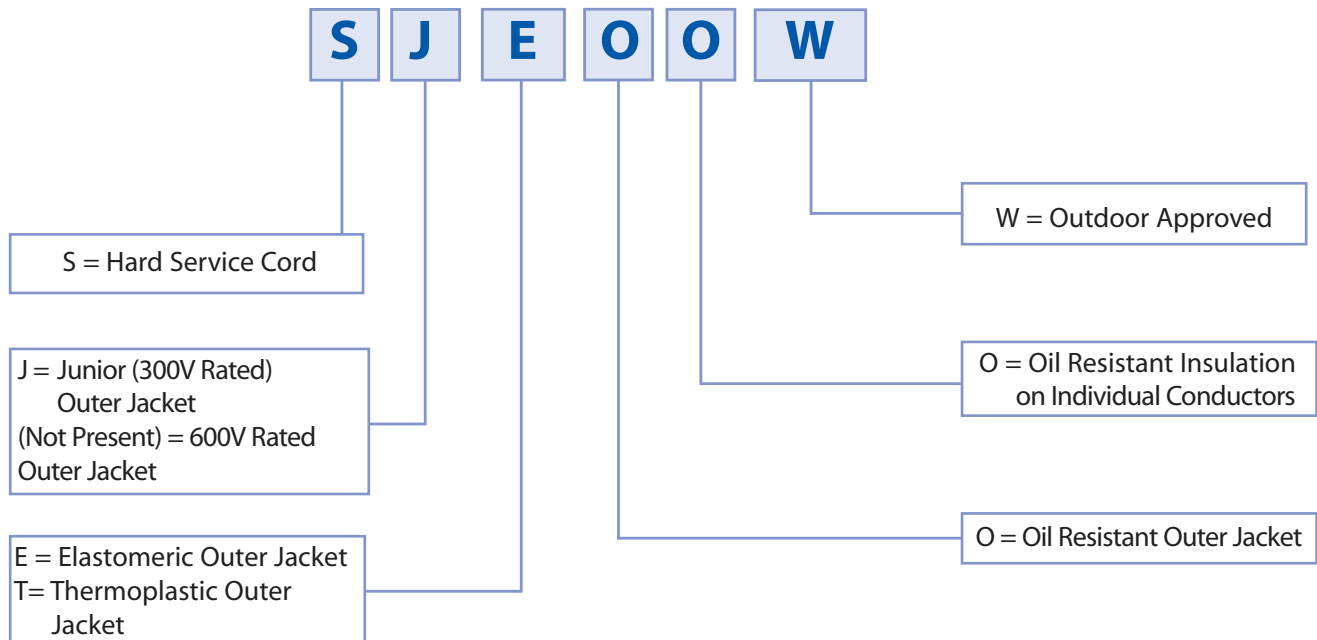 S J E O O W
W = Outdoor Approved
S = Hard Service Cord
J = Junior (300V Rated)
Outer Jacket
(Not Present) = 600V Rated
Outer Jacket
O = Oil Resistant Insulation
on Individual Conductors
O = Oil Resistant Outer Jacket
E = Elastomeric Outer Jacket
T= Thermoplastic Outer
Jacket